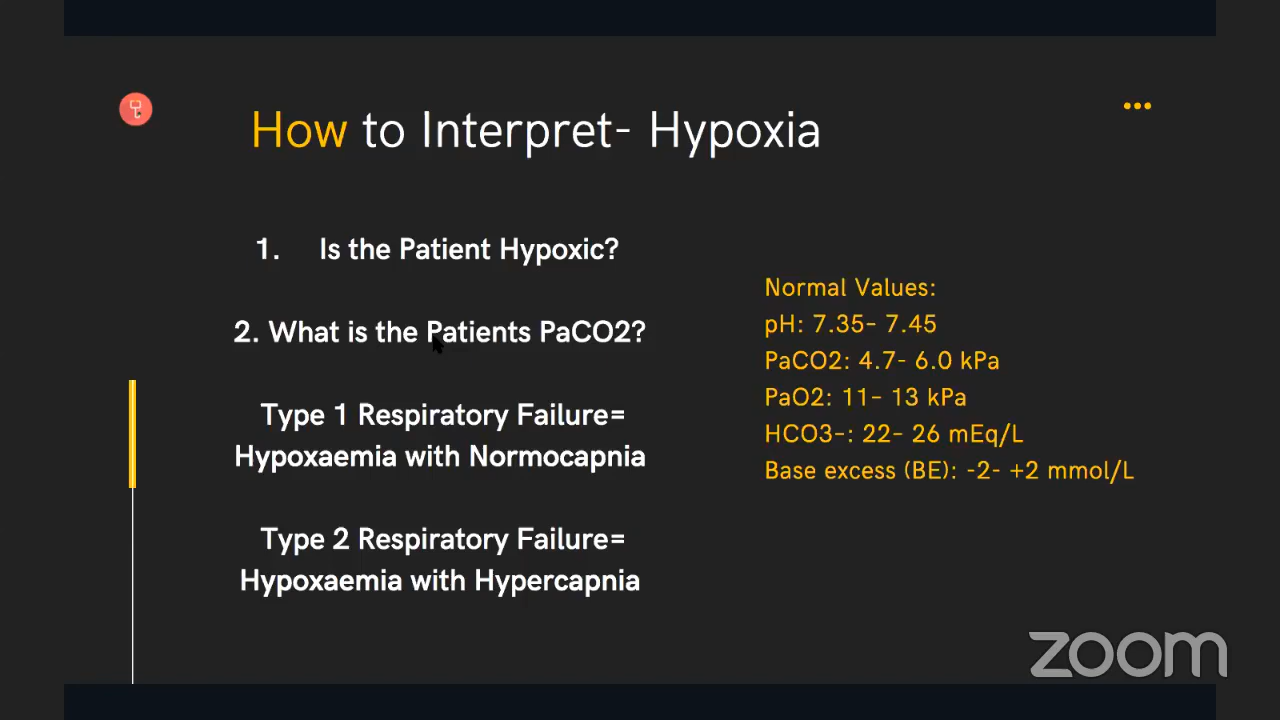 How to Interpret- Hypoxia
1. Is the Patient Hypoxic?
2. What is the Patients PaCO2?
Type 1 Respiratory Failure=
Hypoxaemia with Normocapnia
Type 2 Respiratory Failure=
Hypoxaemia with Hypercapnia
Normal Values:
pH: 7.35- 7.45
PaCO2: 4.7- 6.0 kPa
PaO2: 11- 13 kPa
HCO3-: 22- 26 mEq/L
Base excess (BE): -2- +2 mmol/L
zoom